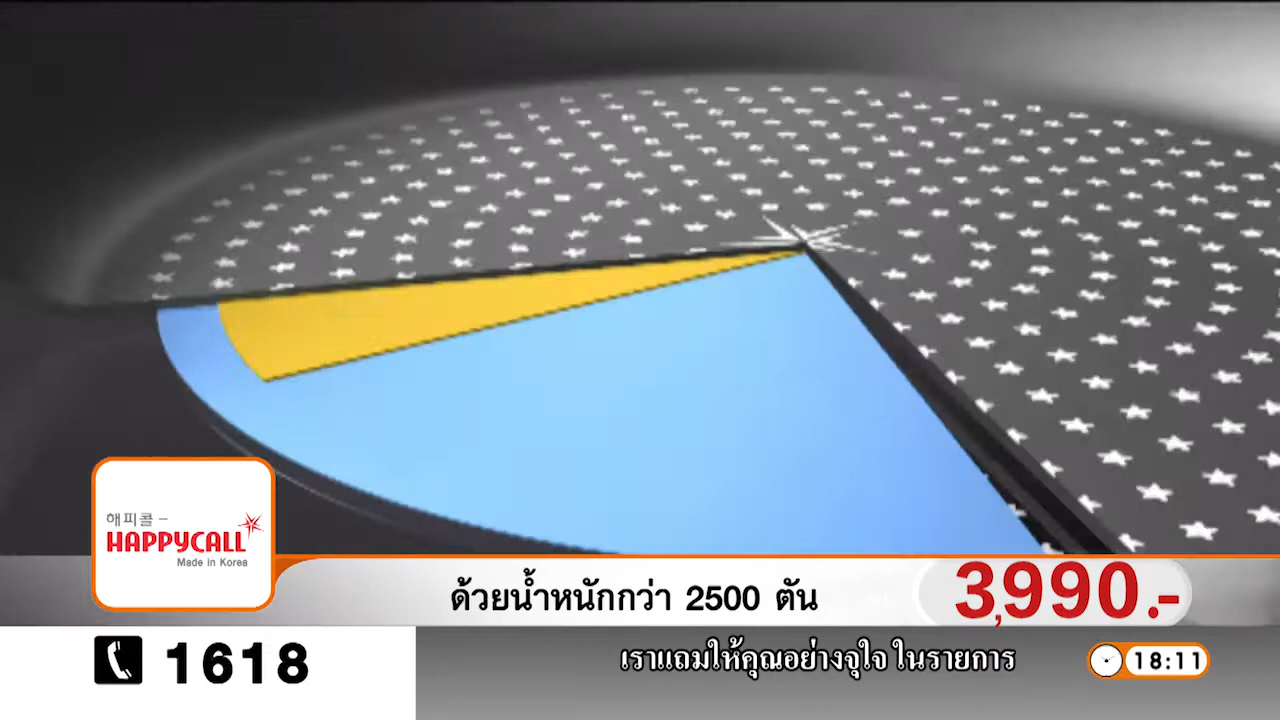 해피콜 –
HAPPYCALL
Made in Korea
ด้วยน้ำหนักกว่า 2500 ตัน
3,990.-
1618
เราแถมให้คุณอย่างจุใจ ในรายการ
18:11